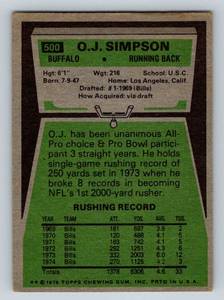 500 O.J. SIMPSON
BUFFALO • RUNNING BACK
Hgt: 6'1" Wgt: 216 School: U.S.C.
Born: 7-9-47 Home: Los Angeles, Calif.
Drafted: #1-1969 (Bills)
How Acquired: via draft
O.J. has been unanimous All-
Pro choice & Pro Bowl partici-
pant 3 straight years. He holds
single-game rushing record of
250 yards set in 1973 when he
broke 8 records in becoming
NFL's 1st 2000-yard rusher.
RUSHING RECORD
YEAR TEAM ATT. YDS. AVG. TD
1969 Bills 181 697 3.9 2
1970 Bills 120 488 4.1 5
1971 Bills 183 742 4.1 5
1972 Bills 292 1251 4.3 6
1973 Bills 332 2003 6.0 12
1974 Bills 270 1125 4.2 3
Totals 1378 6306 4.6 33
© 1975 TOPPS CHEWING GUM, INC. PRTD. IN U.S.A.